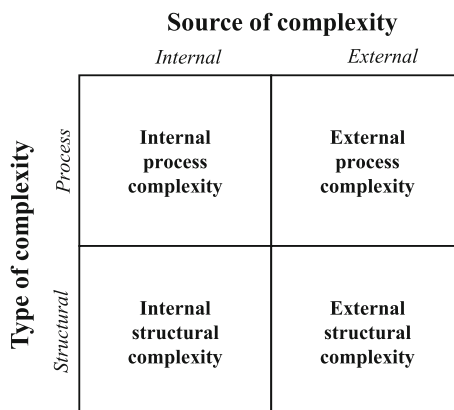 Source of complexity
Internal
External
Type of complexity
Process
Internal
process
complexity
External
process
complexity
Structural
Internal
structural
complexity
External
structural
complexity